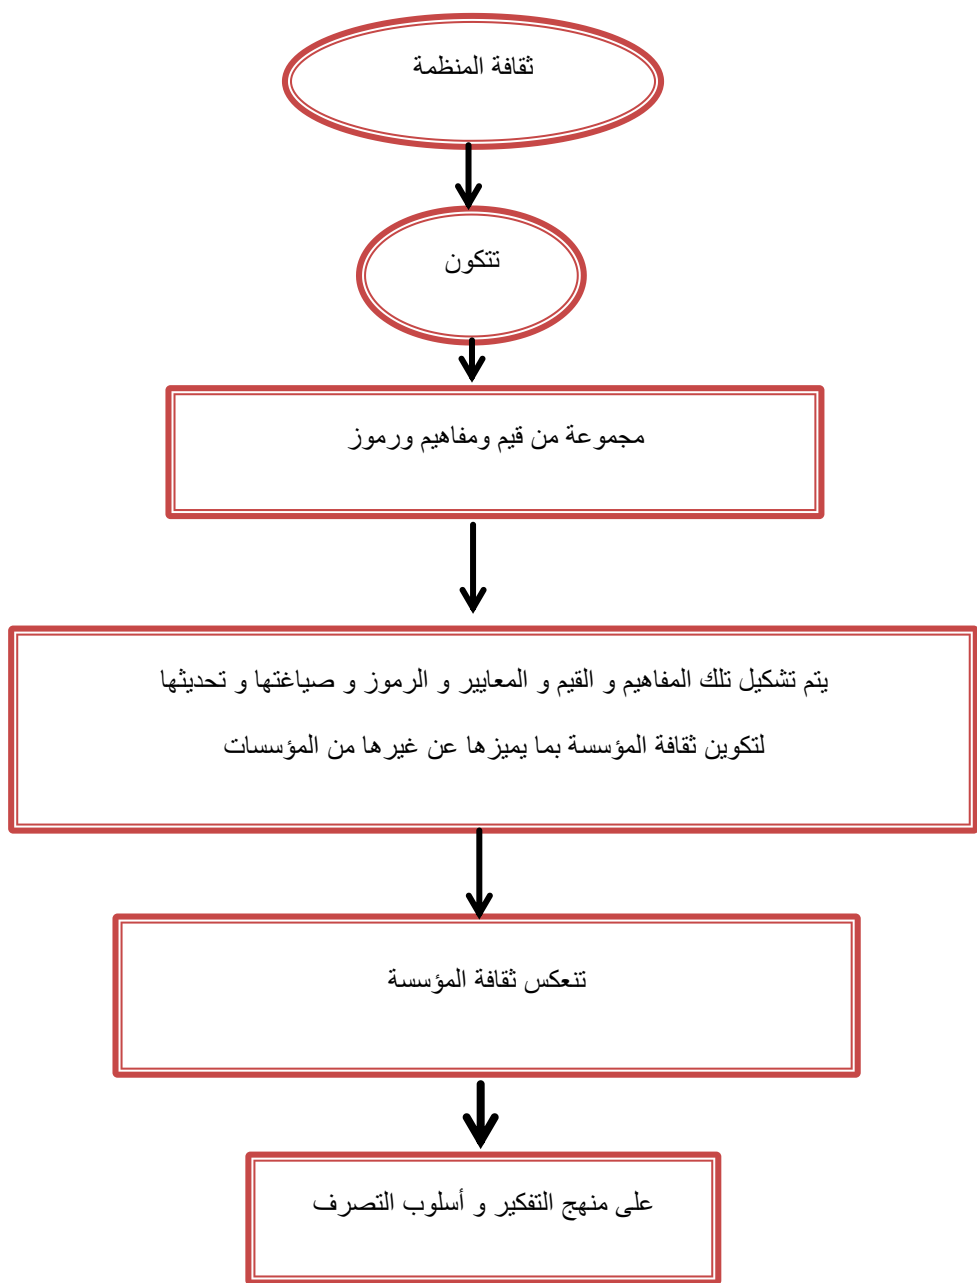 ثقافة المنظمة
تتكون
مجموعة من قيم ومفاهيم ورموز
يتم تشكيل تلك المفاهيم و القيم و المعايير و الرموز و صياغتها و تحديثها
لتكوين ثقافة المؤسسة بما يميزها عن غيرها من المؤسسات
تنعكس ثقافة المؤسسة
على منهج التفكير و أسلوب التصرف